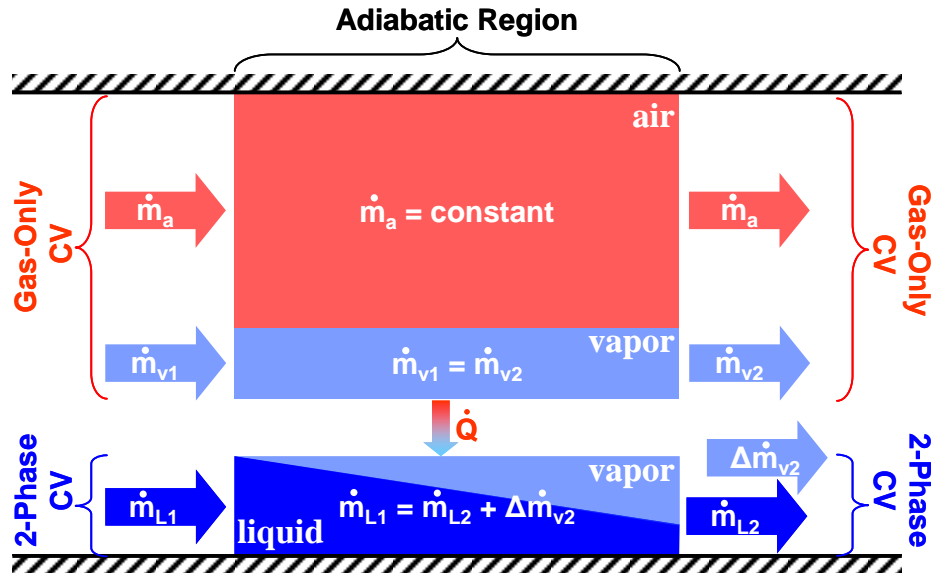 Adiabatic Region
air
Gas-Only
CV
ṁa
ṁa = constant
ṁa
Gas-Only
CV
vapor
ṁv1
ṁv1 = ṁv2
ṁv2
Q̇
2-Phase
CV
vapor
Δṁv2
2-Phase
CV
ṁL1
ṁL1 = ṁL2 + Δṁv2
ṁL2
liquid